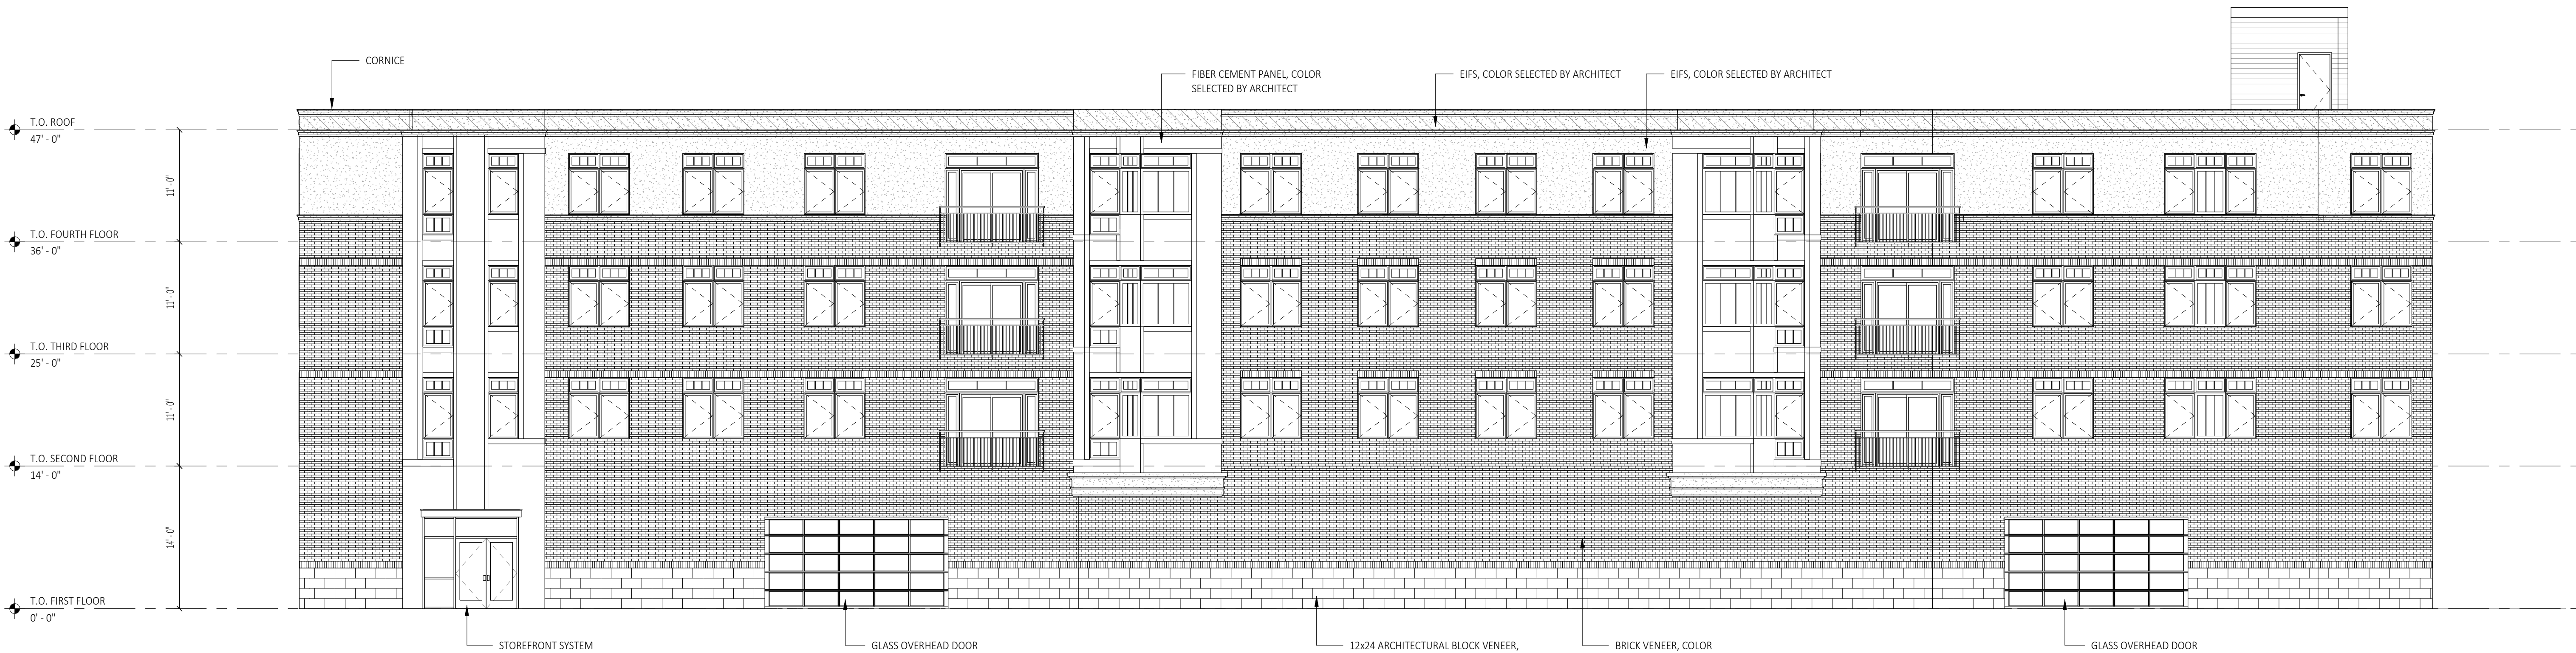 CORNICE
FIBER CEMENT PANEL, COLOR
SELECTED BY ARCHITECT
EIFS, COLOR SELECTED BY ARCHITECT
EIFS, COLOR SELECTED BY ARCHITECT
T.O. ROOF
47' - 0"
11' - 0"
T.O. FOURTH FLOOR
36' - 0"
11' - 0"
T.O. THIRD FLOOR
25' - 0"
11' - 0"
T.O. SECOND FLOOR
14' - 0"
14' - 0"
T.O. FIRST FLOOR
0' - 0"
STOREFRONT SYSTEM
GLASS OVERHEAD DOOR
12x24 ARCHITECTURAL BLOCK VENEER,
BRICK VENEER, COLOR
GLASS OVERHEAD DOOR